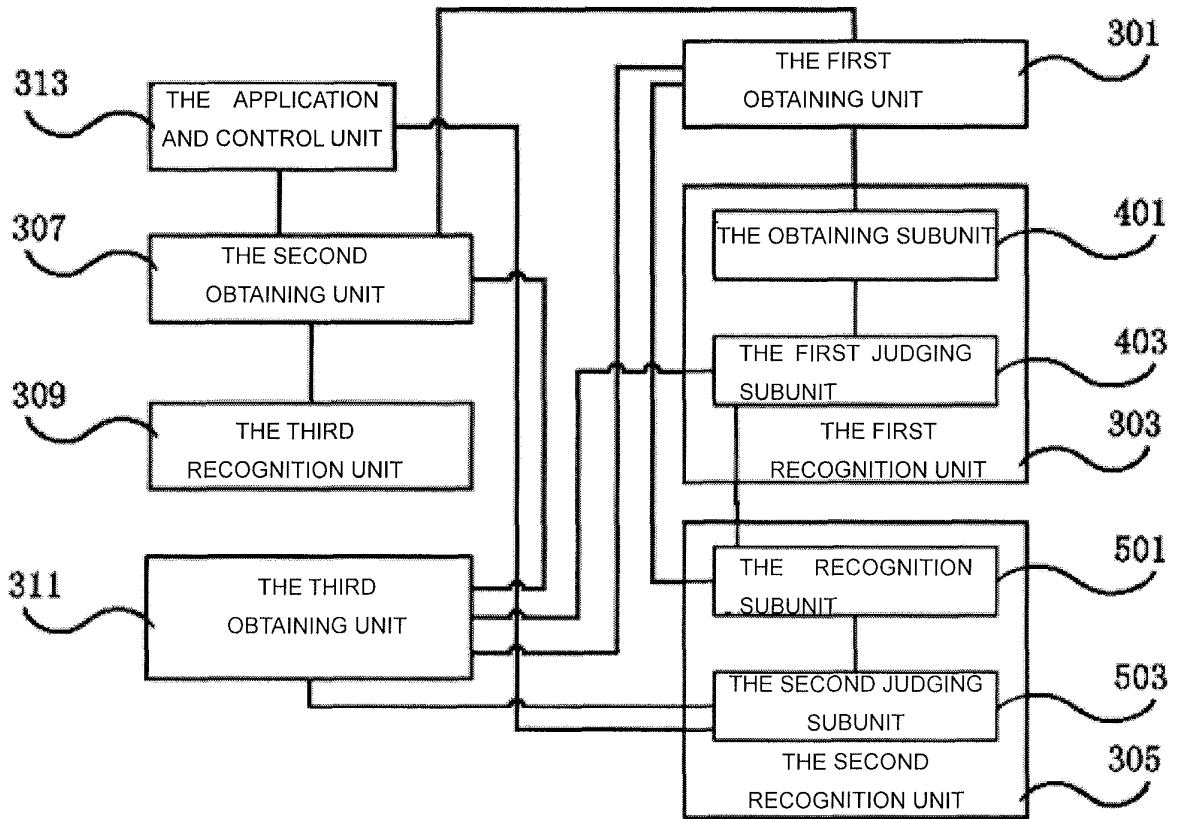 313
THE APPLICATION
AND CONTROL UNIT
307
THE SECOND
OBTAINING UNIT
309
THE THIRD
RECOGNITION UNIT
311
THE THIRD
OBTAINING UNIT
301
THE FIRST
OBTAINING UNIT
401
THE OBTAINING SUBUNIT
403
THE FIRST JUDGING
SUBUNIT
303
THE FIRST
RECOGNITION UNIT
501
THE RECOGNITION
SUBUNIT
503
THE SECOND JUDGING
SUBUNIT
305
THE SECOND
RECOGNITION UNIT